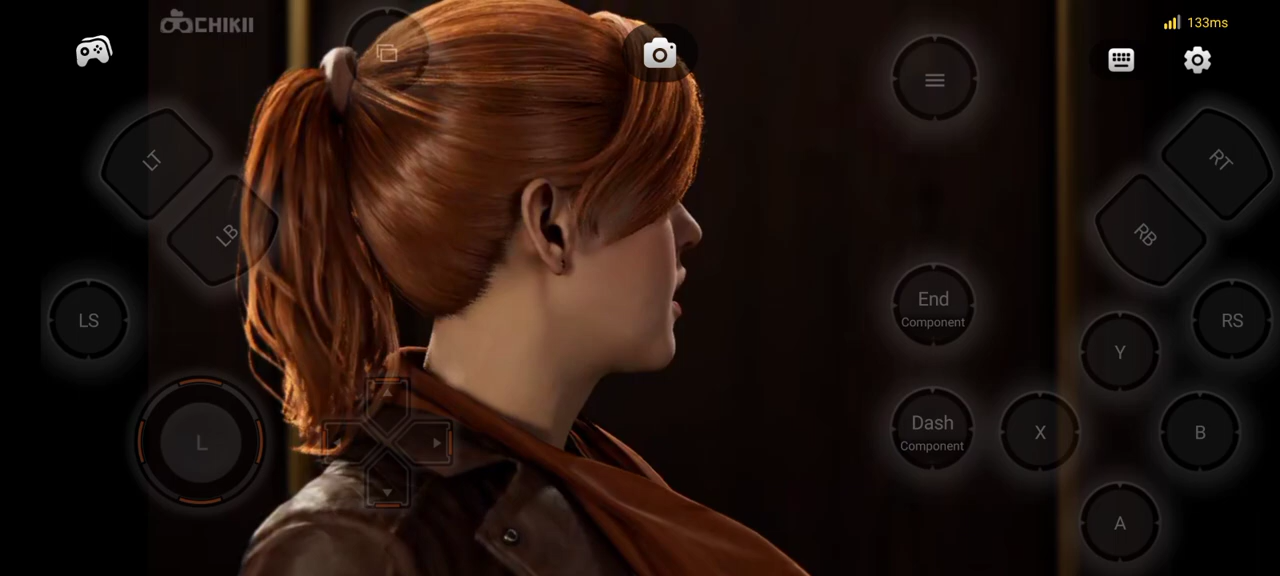 CHIKII
133ms
LT
RT
LB
RB
End
Component
LS
RS
Y
Dash
Component
X
B
L
A